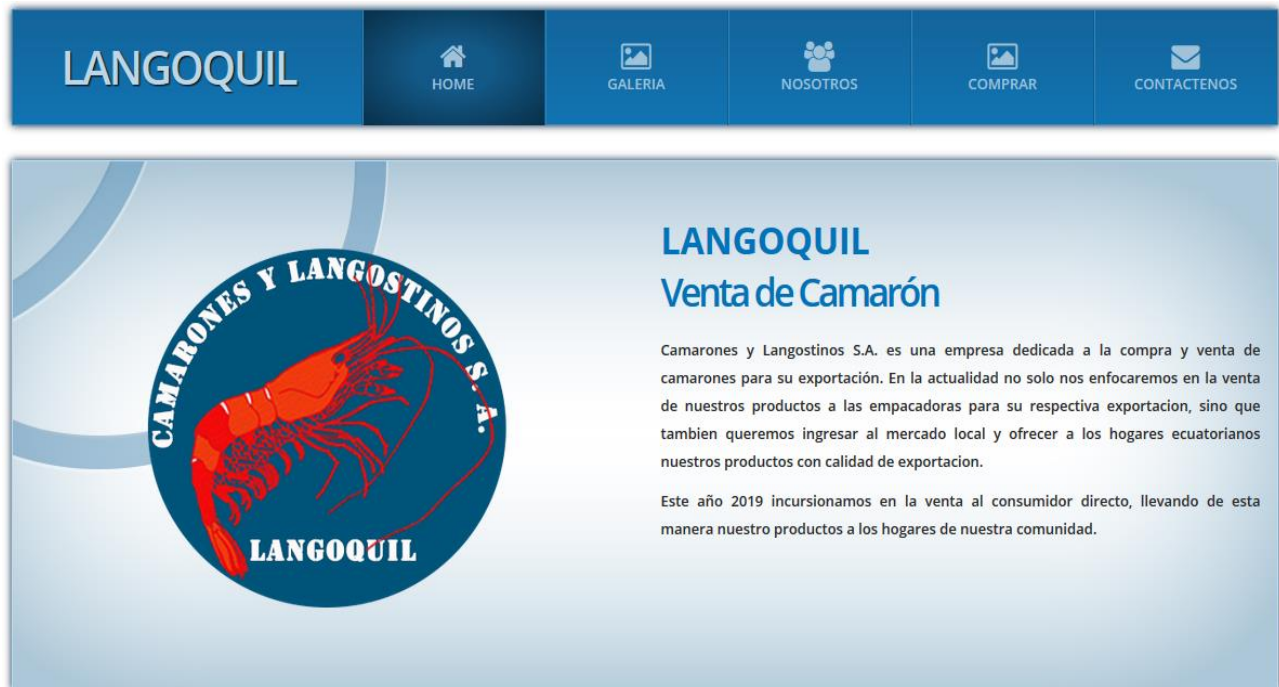 LANGOQUIL
HOME
GALERIA
NOSOTROS
COMPRAR
CONTACTENOS
CAMARONES Y LANGOSTINOS S.A.
LANGOQUIL
LANGOQUIL
Venta de Camarón
Camarones y Langostinos S.A. es una empresa dedicada a la compra y venta de
camarones para su exportación. En la actualidad no solo nos enfocaremos en la venta
de nuestros productos a las empacadoras para su respectiva exportacion, sino que
tambien queremos ingresar al mercado local y ofrecer a los hogares ecuatorianos
nuestros productos con calidad de exportacion.
Este año 2019 incursionamos en la venta al consumidor directo, llevando de esta
manera nuestro productos a los hogares de nuestra comunidad.